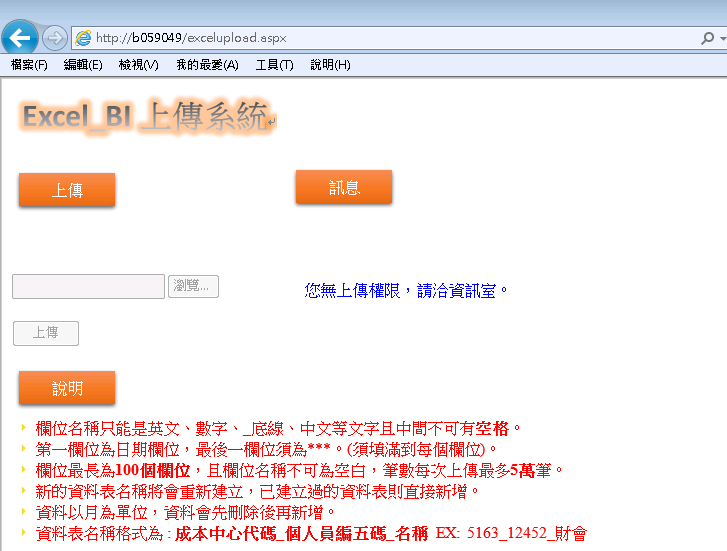 http://b059049/excelupload.aspx
檔案(F) 編輯(E) 檢視(V) 我的最愛(A) 工具(T) 說明(H)
Excel_BI 上傳系統
上傳 訊息
瀏覽... 您無上傳權限，請洽資訊室。
上傳
說明
欄位名稱只能是英文、數字、_底線、中文等文字且中間不可有空格。
第一欄位為日期欄位，最後一欄位須為***。(須填滿到每個欄位)。
欄位最長為100個欄位，且欄位名稱不可為空白，筆數每次上傳最多5萬筆。
新的資料表名稱將會重新建立，已建立過的資料表則直接新增。
資料以月為單位，資料會先刪除後再新增。
資料表名稱格式為 : 成本中心代碼_個人員編五碼_名稱 EX: 5163_12452_財會